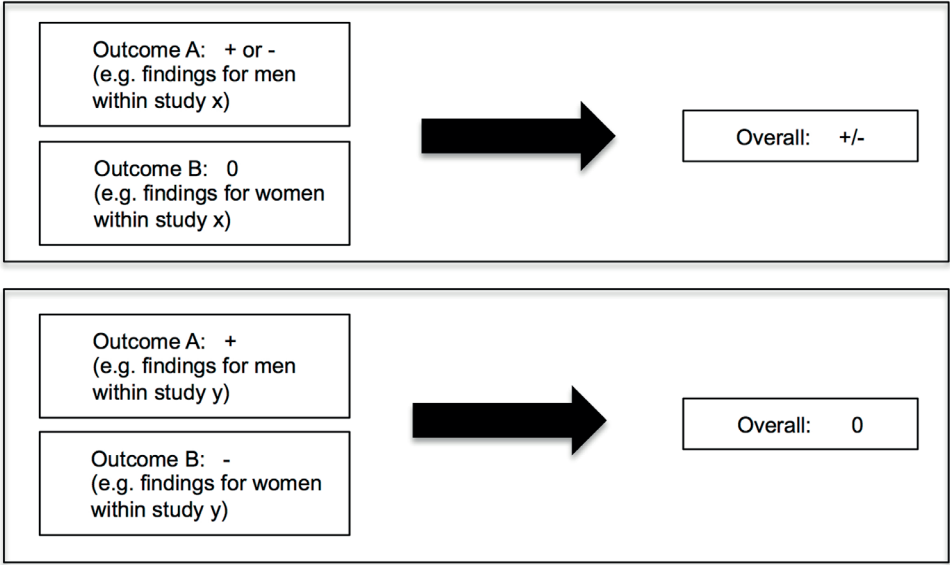 Outcome A: + or -
(e.g. findings for men
within study x)
Outcome B: 0
(e.g. findings for women
within study x)
Overall: +/-
Outcome A: +
(e.g. findings for men
within study y)
Outcome B: -
(e.g. findings for women
within study y)
Overall: 0